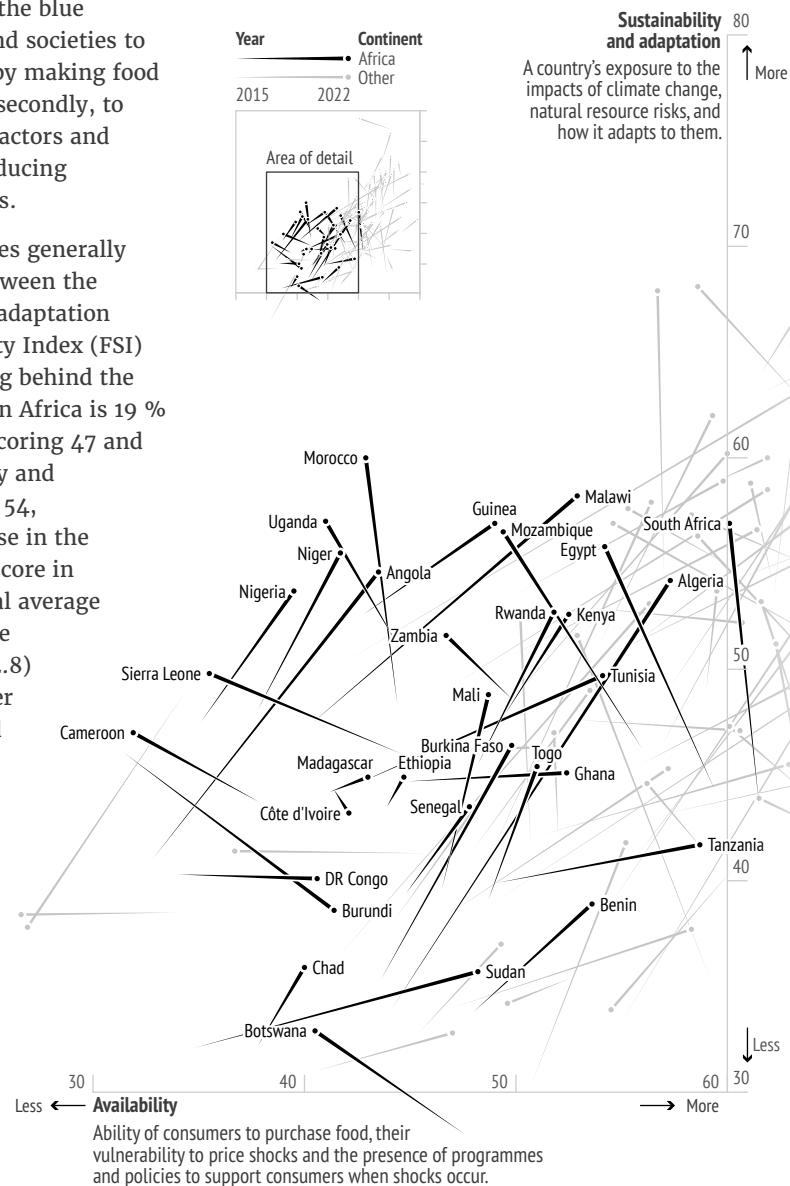 the blue
nd societies to
by making food
secondly, to
actors and
ducing
s.
es generally
ween the
adaptation
ty Index (FSI)
g behind the
n Africa is 19 %
coring 47 and
y and
54,
se in the
core in
al average
e
..8)
er
d
Year
Continent
Africa
Other
2015 2022
Area of detail
Sustainability
and adaptation
A country's exposure to the
impacts of climate change,
natural resource risks, and
how it adapts to them.
80
More
70
60
50
40
30
Less
Morocco
Malawi
Guinea
Uganda
Mozambique
South Africa
Niger
Egypt
Angola
Algeria
Nigeria
Rwanda
Kenya
Zambia
Sierra Leone
Tunisia
Mali
Cameroon
Burkina Faso
Togo
Madagascar
Ethiopia
Ghana
Côte d'Ivoire
Senegal
Tanzania
DR Congo
Burundi
Benin
Chad
Sudan
Botswana
30 40 50 60
Less
Availability
More
Ability of consumers to purchase food, their
vulnerability to price shocks and the presence of programmes
and policies to support consumers when shocks occur.